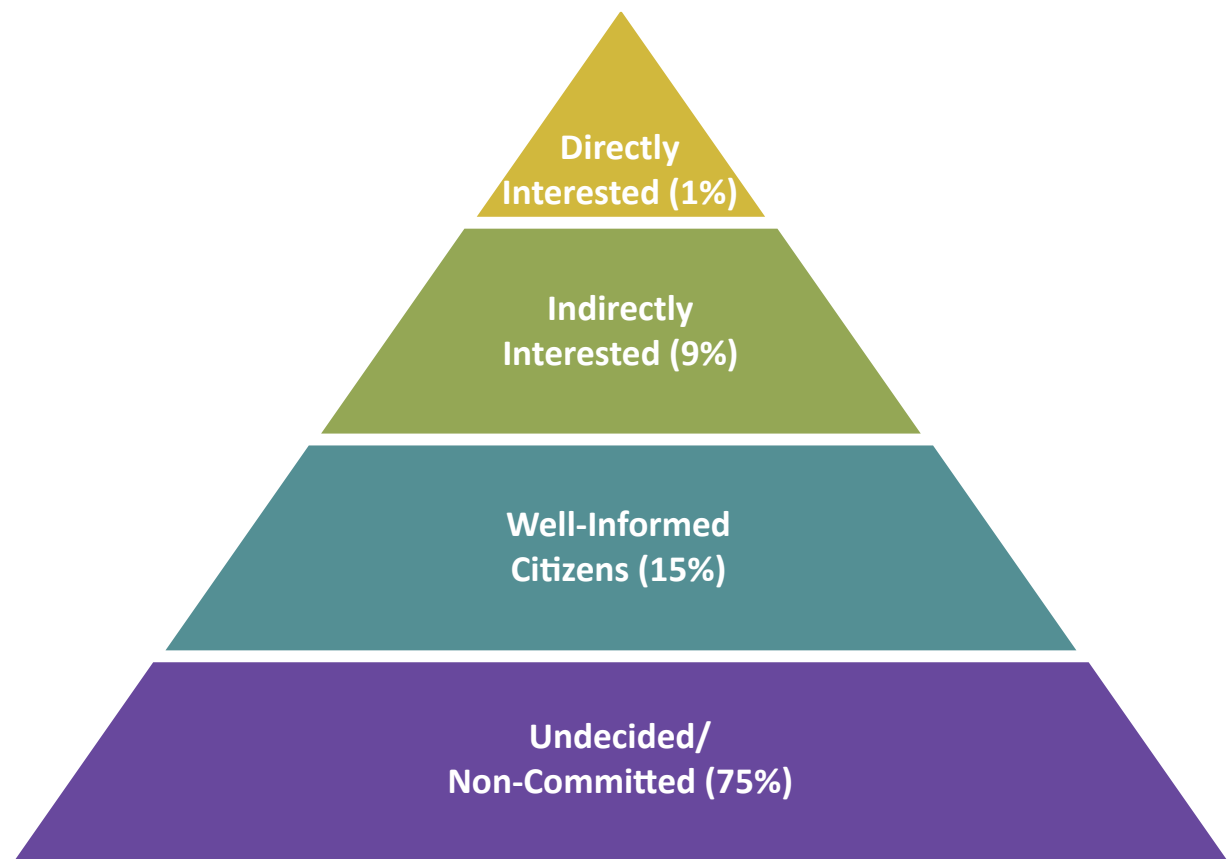 Directly
Interested (1%)
Indirectly
Interested (9%)
Well-Informed
Citizens (15%)
Undecided/
Non-Committed (75%)